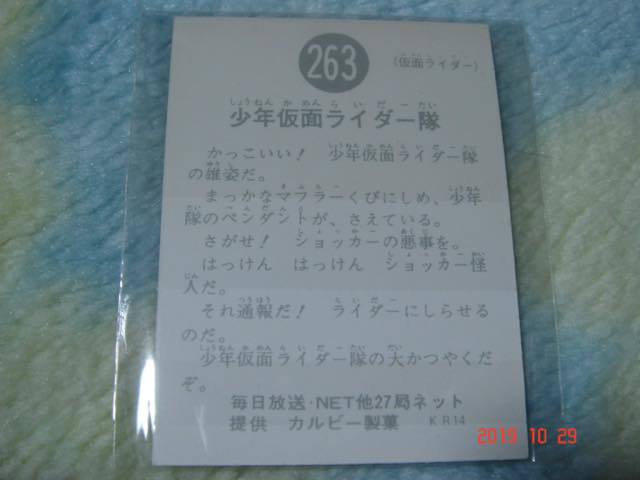 263
(仮面ライダー)
少年仮面ライダー隊
かっこいい! 少年仮面ライダー隊
の雄姿だ。
まっかなマフラーくびにしめ、少年
隊のペンダントが、さえている。
さがせ! ショッカーの悪事を。
はっけん はっけん ショッカー怪
人だ。
それ通報だ! ライダーにしらせる
のだ。
少年仮面ライダー隊の大かつやくだ
ぞ。
毎日放送・NET他27局ネット
提供 カルビー製菓 KR14
2019 10 29